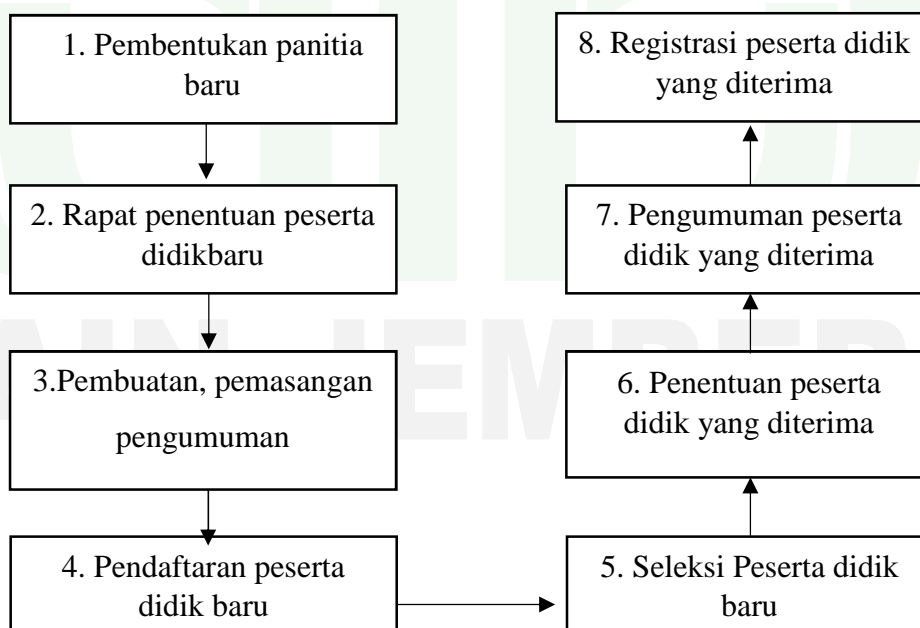 1. Pembentukan panitia
baru
2. Rapat penentuan peserta
didikbaru
3.Pembuatan, pemasangan
pengumuman
4. Pendaftaran peserta
didik baru
5. Seleksi Peserta didik
baru
6. Penentuan peserta
didik yang diterima
7. Pengumuman peserta
didik yang diterima
8. Registrasi peserta didik
yang diterima
JEMBER